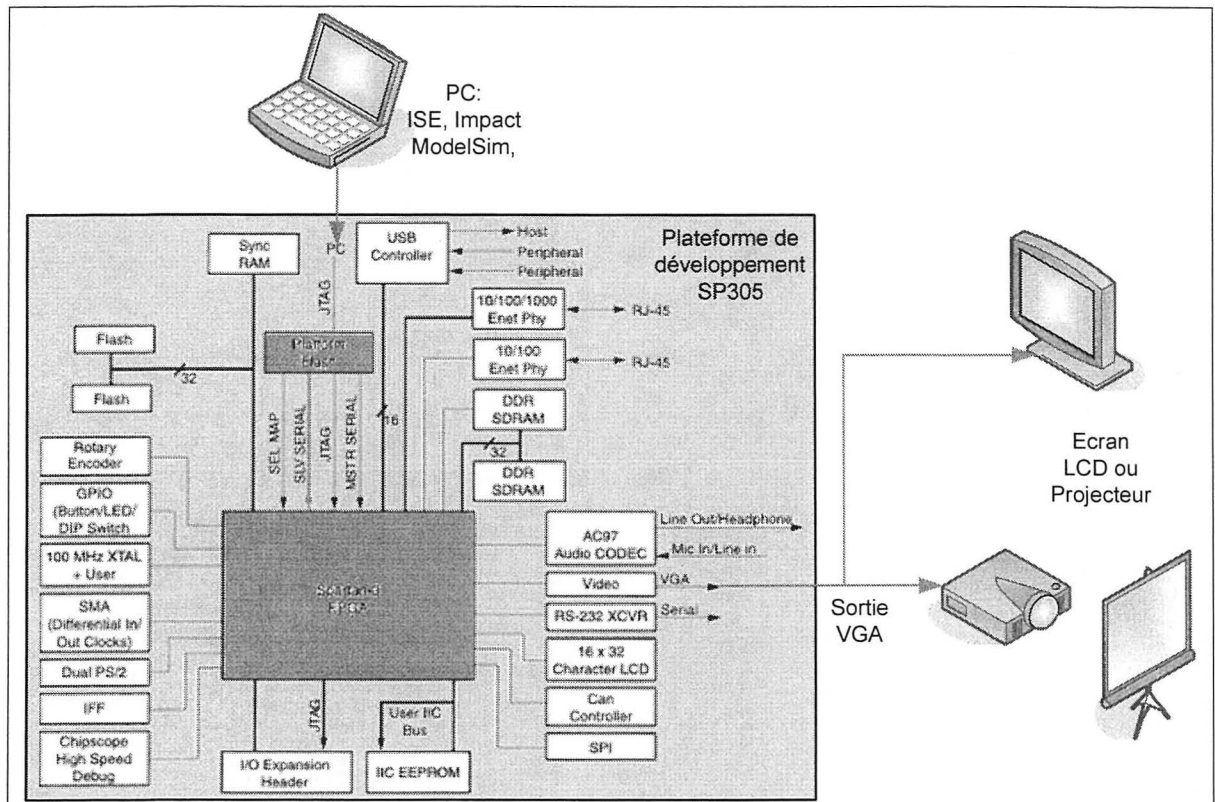 PC:
ISE, Impact
ModelSim,
Plateforme de
développement
SP305
Sync
RAM
PC
USB
Controller
Host
Peripheral
Peripheral
JTAG
10/100/1000
Enet Phy
RJ-45
Platform
Flash
10/100
Enet Phy
RJ-45
Flash
32
Flash
16
DDR
SDRAM
32
DDR
SDRAM
SEL MAP
SLV SERIAL
JTAG
MSTR SERIAL
Rotary
Encoder
GPIO
(Button/LED/
DIP Switch
100 MHz XTAL
+ User
SMA
(Differential In/
Out Clocks)
Dual PS/2
IFF
Chipscope
High Speed
Debug
Spartan-3
FPGA
Line Out/Headphone
AC97
Audio CODEC
Mic In/Line in
Video
VGA
RS-232 XCVR
Serial
16 x 32
Character LCD
Can
Controller
SPI
JTAG
User IIC
Bus
I/O Expansion
Header
IIC EEPROM
Ecran
LCD ou
Projecteur
Sortie
VGA